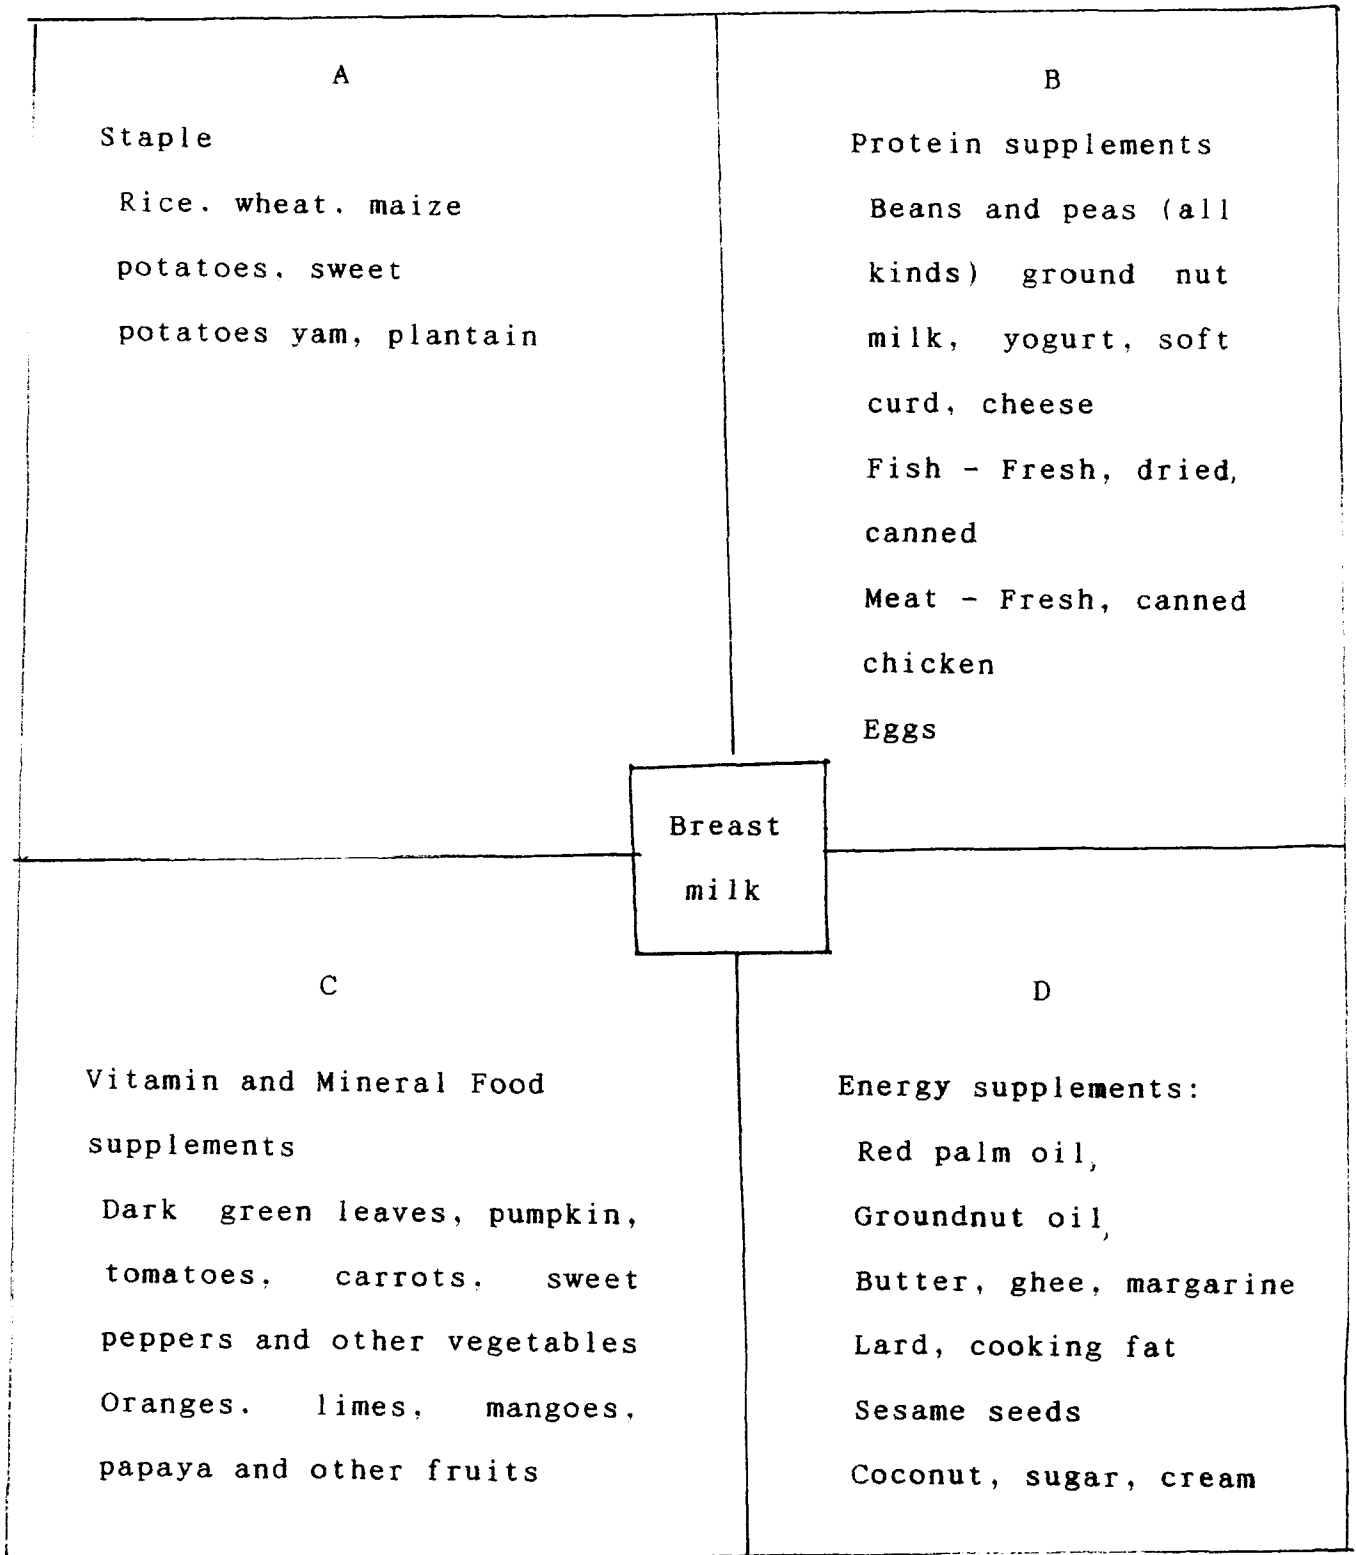 A
Staple
Rice. wheat. maize
potatoes, sweet
potatoes yam, plantain
B
Protein supplements
Beans and peas (all
kinds) ground nut
milk, yogurt, soft
curd, cheese
Fish - Fresh, dried,
canned
Meat - Fresh, canned
chicken
Eggs
Breast
milk
C
Vitamin and Mineral Food
supplements
Dark green leaves, pumpkin,
tomatoes, carrots, sweet
peppers and other vegetables
Oranges. limes, mangoes,
papaya and other fruits
D
Energy supplements:
Red palm oil,
Groundnut oil,
Butter, ghee, margarine
Lard, cooking fat
Sesame seeds
Coconut, sugar, cream